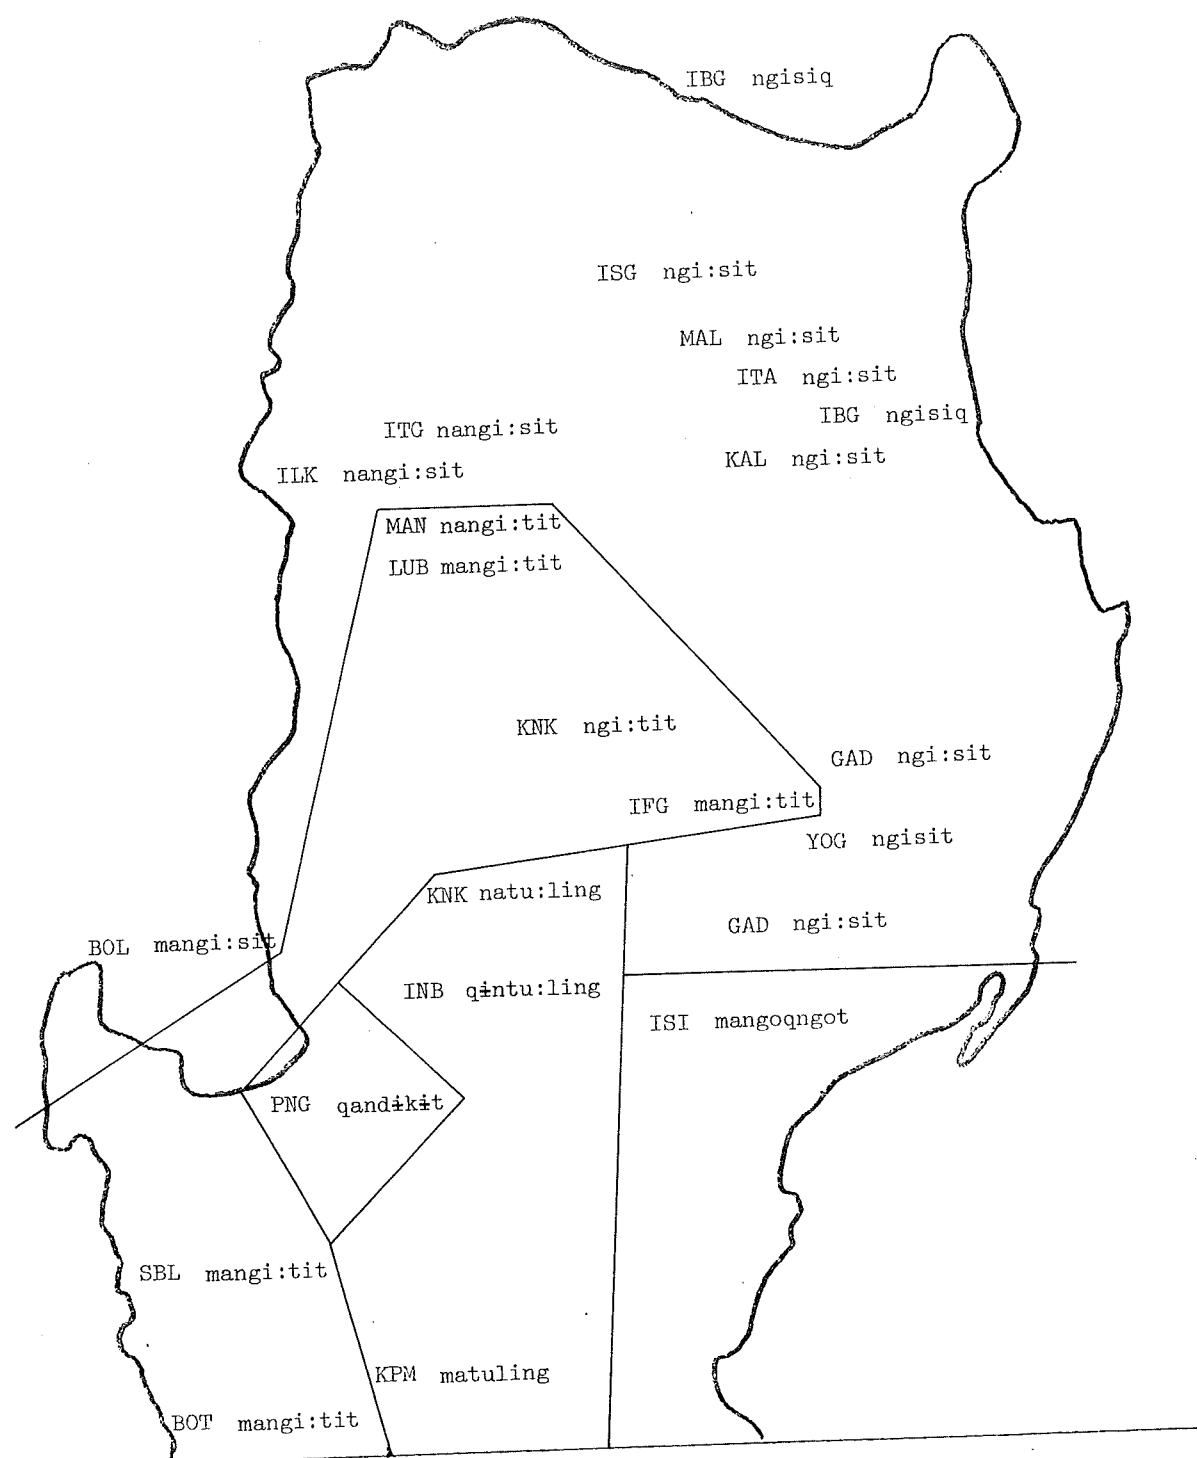 IBG ngisiq
ISG ngi:sit
MAL ngi:sit
ITA ngi:sit
IBG ngisiq
ITG nangi:sit
KAL ngi:sit
ILK nangi:sit
MAN nangi:tit
LUB mangi:tit
KNK ngi:tit
GAD ngi:sit
IFG mangi:tit
YOG ngisit
KNK natu:ling
GAD ngi:sit
BOL mangi:sit
INB qɨntu:ling
ISI mangoqngot
PNG qandɨkɨt
SBL mangi:tit
KPM matuling
BOT mangi:tit